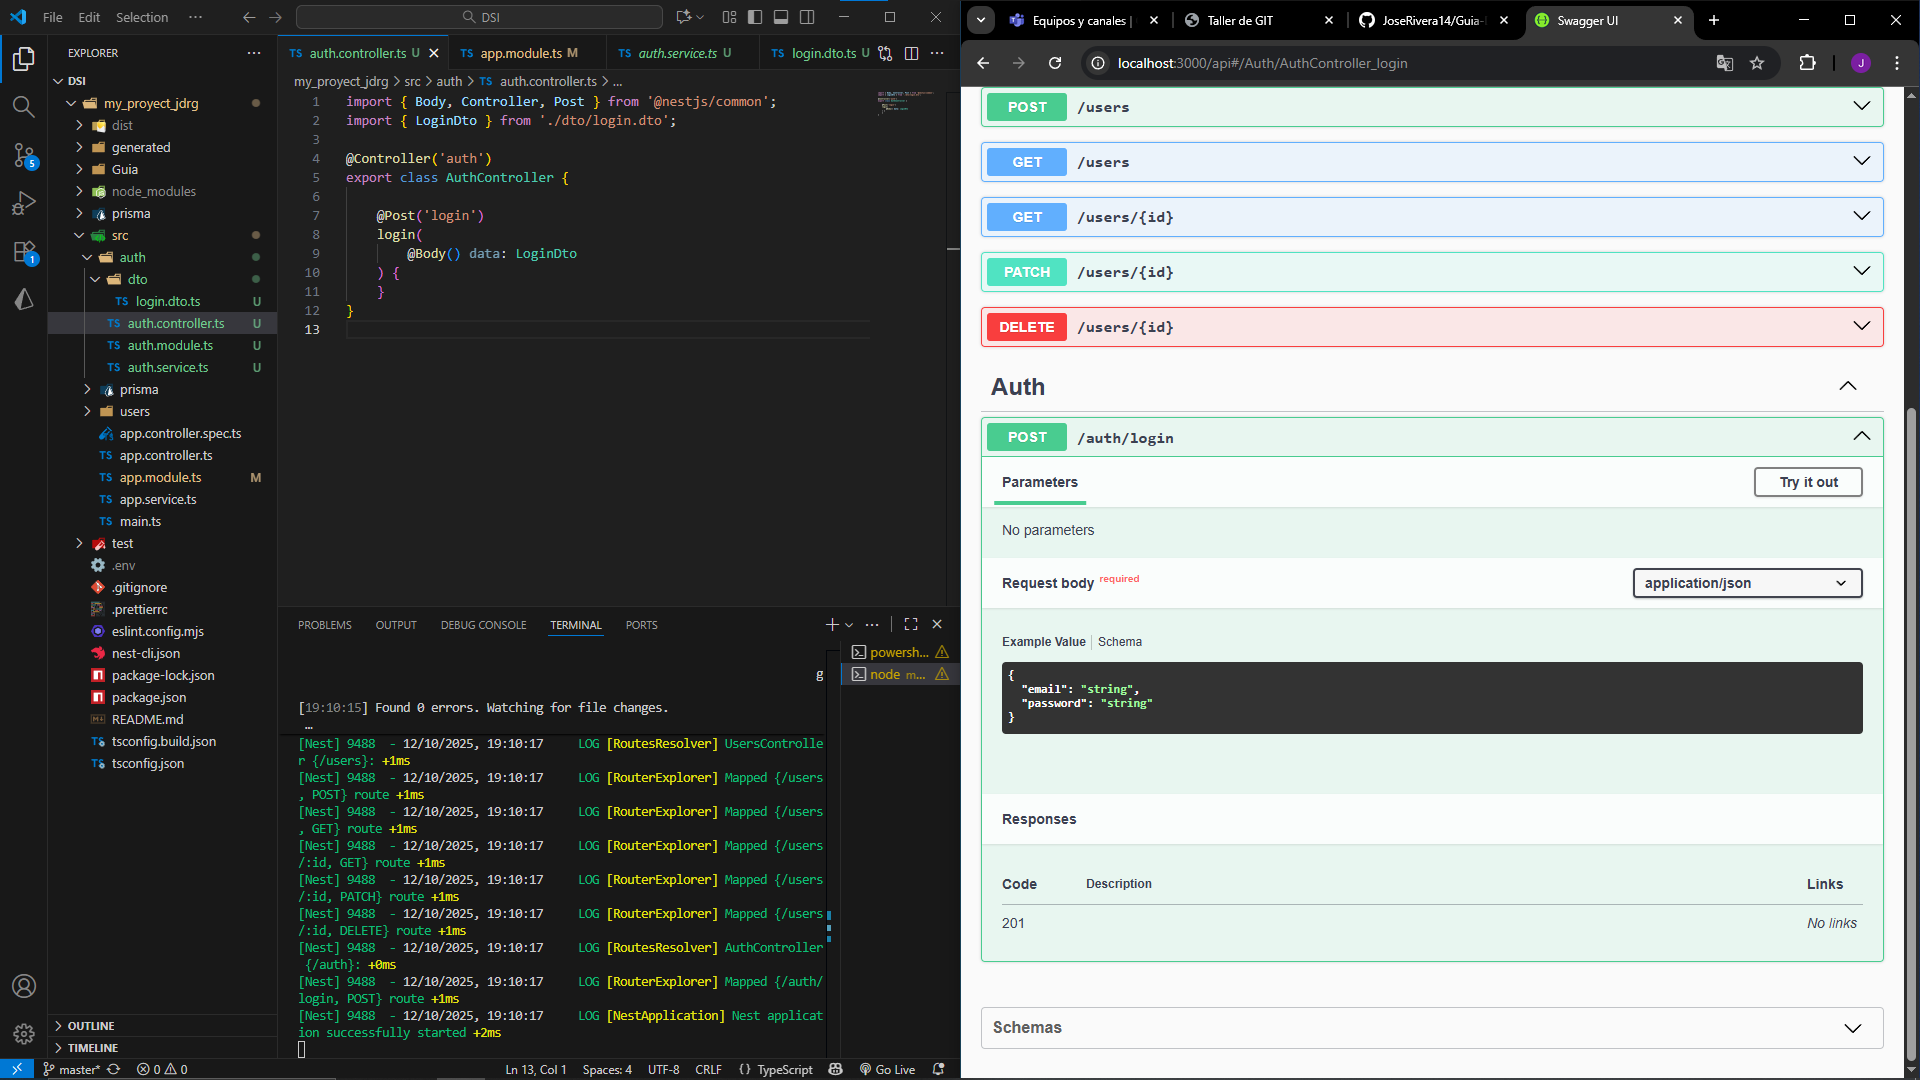 File Edit Selection ··· DSI
EXPLORER
DSI
my_proyect_jdrg
dist
generated
Guia
node_modules
prisma
src
auth
dto
login.dto.ts U
auth.controller.ts U
auth.module.ts U
auth.service.ts U
prisma
users
app.controller.spec.ts
app.controller.ts
app.module.ts M
app.service.ts
main.ts
test
.env
.gitignore
.prettierrc
eslint.config.mjs
nest-cli.json
package-lock.json
package.json
README.md
tsconfig.build.json
tsconfig.json
OUTLINE
TIMELINE
5
1
auth.controller.ts U app.module.ts M auth.service.ts U login.dto.ts U
my_proyect_jdrg > src > auth > TS auth.controller.ts > ...
1 import { Body, Controller, Post } from '@nestjs/common';
2 import { LoginDto } from './dto/login.dto';
3
4 @Controller('auth')
5 export class AuthController {
6
7 @Post('login')
8 login(
9 @Body() data: LoginDto
10 ) {
11 }
12 }
13
PROBLEMS OUTPUT DEBUG CONSOLE TERMINAL PORTS
powersh...
node m...
g
[19:10:15] Found 0 errors. Watching for file changes.
…
[Nest] 9488 - 12/10/2025, 19:10:17 LOG [RoutesResolver] UsersControlle
r {/users}: +1ms
[Nest] 9488 - 12/10/2025, 19:10:17 LOG [RouterExplorer] Mapped {/users
, POST} route +1ms
[Nest] 9488 - 12/10/2025, 19:10:17 LOG [RouterExplorer] Mapped {/users
, GET} route +1ms
[Nest] 9488 - 12/10/2025, 19:10:17 LOG [RouterExplorer] Mapped {/users
/:id, GET} route +1ms
[Nest] 9488 - 12/10/2025, 19:10:17 LOG [RouterExplorer] Mapped {/users
/:id, PATCH} route +1ms
[Nest] 9488 - 12/10/2025, 19:10:17 LOG [RouterExplorer] Mapped {/users
/:id, DELETE} route +1ms
[Nest] 9488 - 12/10/2025, 19:10:17 LOG [RoutesResolver] AuthController
{/auth}: +0ms
[Nest] 9488 - 12/10/2025, 19:10:17 LOG [RouterExplorer] Mapped {/auth/
login, POST} route +1ms
[Nest] 9488 - 12/10/2025, 19:10:17 LOG [NestApplication] Nest applicat
ion successfully started +2ms
master* 0 0 Ln 13, Col 1 Spaces: 4 UTF-8 CRLF {} TypeScript Go Live
Equipos y canales | Taller de GIT JoseRivera14/Guia- Swagger UI
localhost:3000/api#/Auth/AuthController_login J
POST /users
GET /users
GET /users/{id}
PATCH /users/{id}
DELETE /users/{id}
Auth
POST /auth/login
Parameters
Try it out
No parameters
Request body required
application/json
Example Value Schema
{
"email": "string",
"password": "string"
}
Responses
Code Description Links
201 No links
Schemas